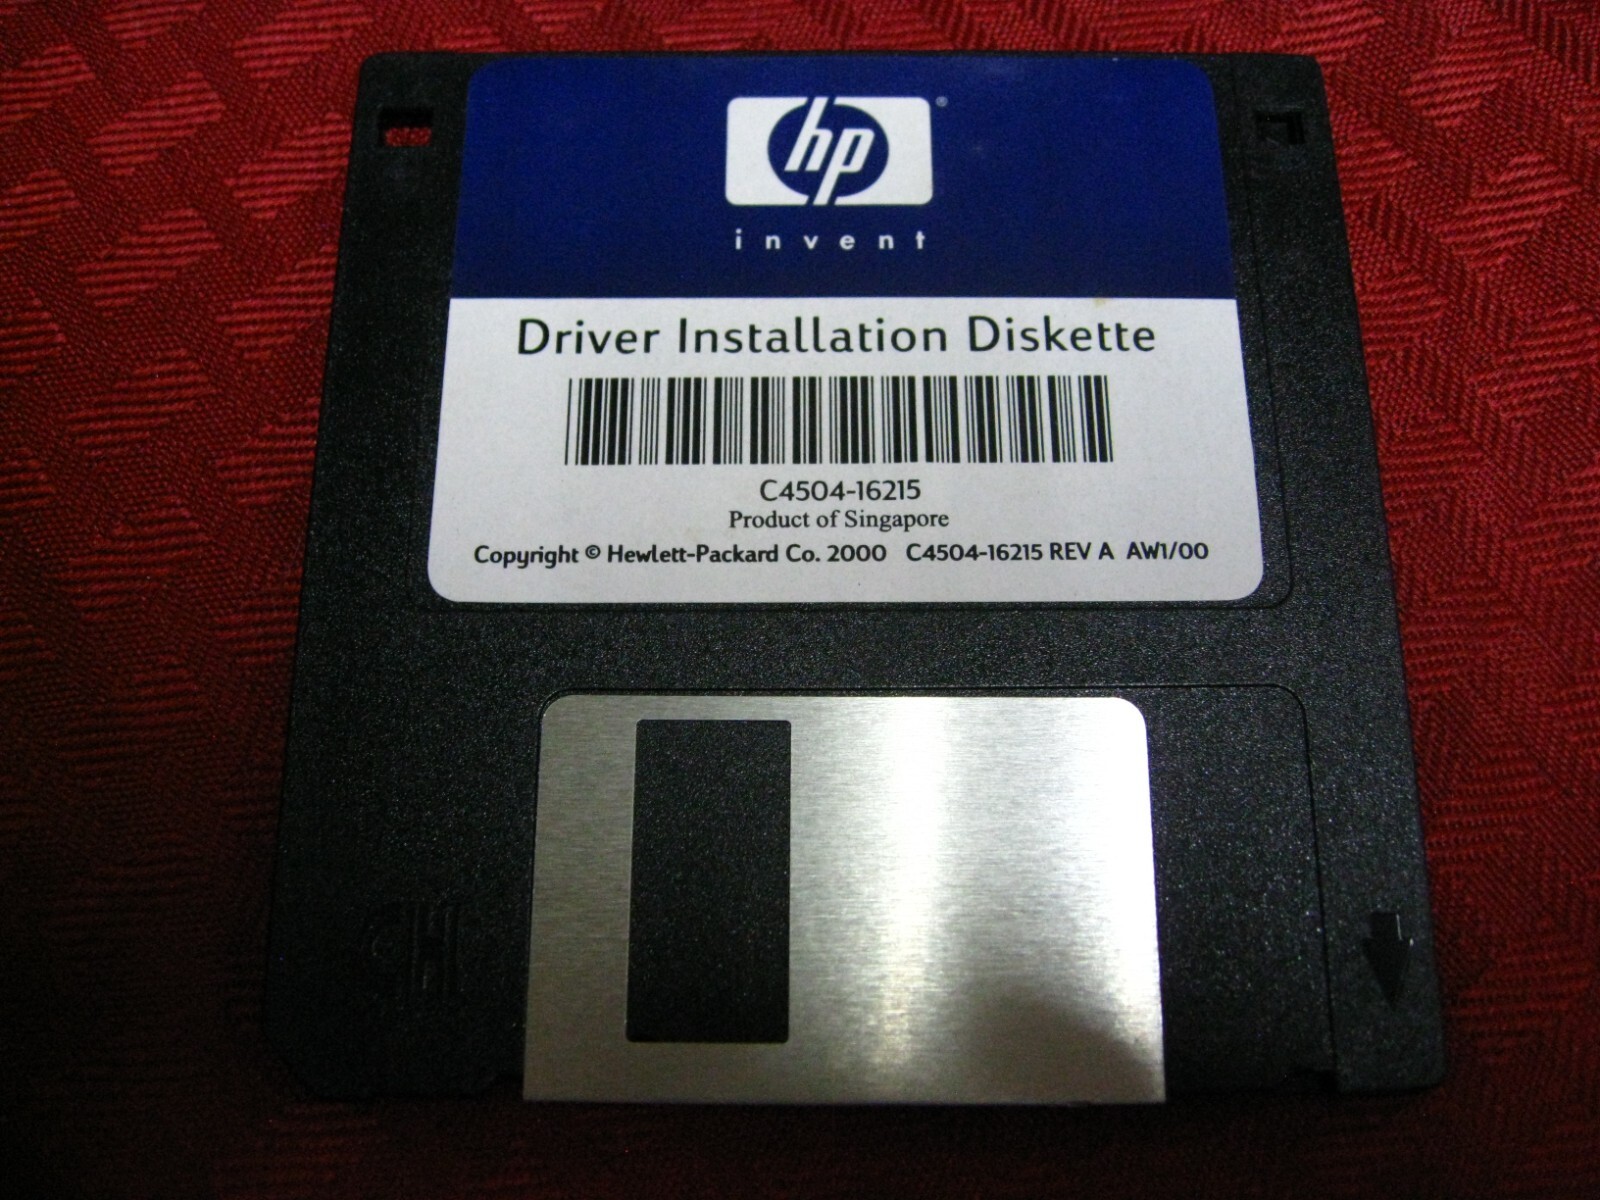 hp®
invent
Driver Installation Diskette
C4504-16215
Product of Singapore
Copyright © Hewlett-Packard Co. 2000 C4504-16215 REV A AW1/00
HD